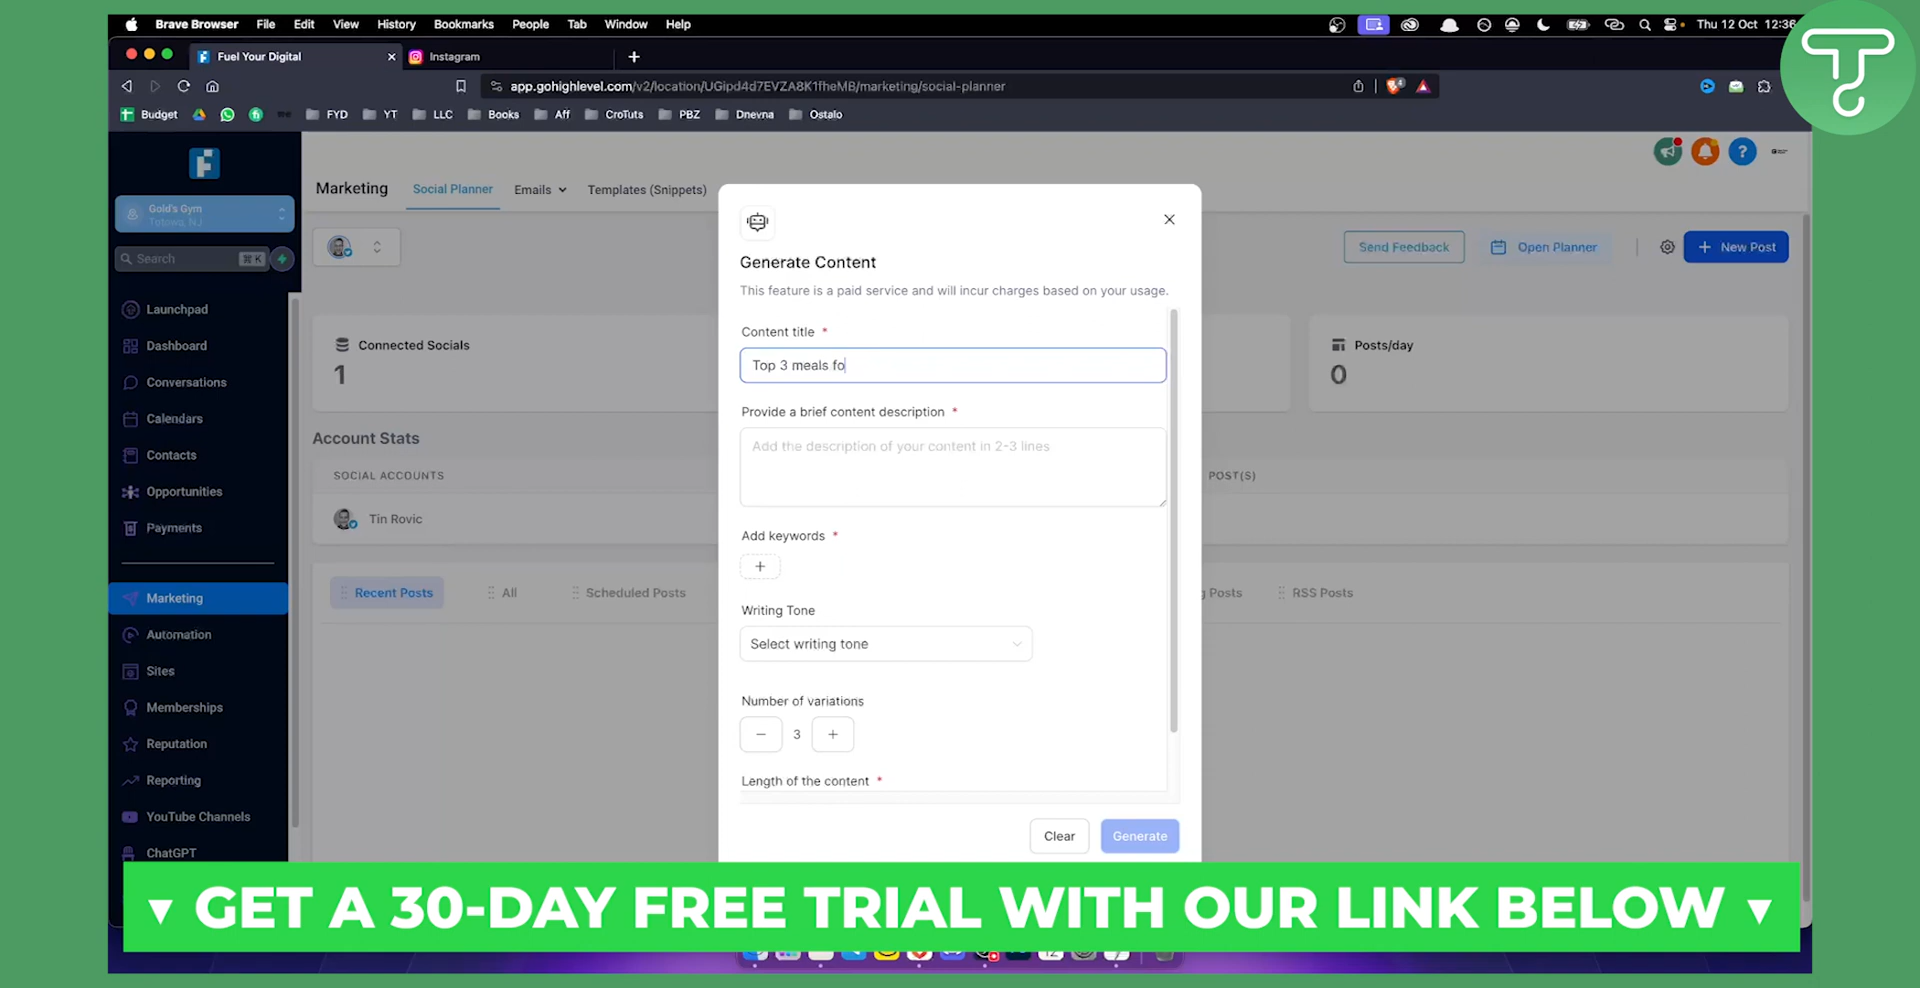 Brave Browser File Edit View History Bookmarks People Tab Window Help Thu 12 Oct 12:36
Fuel Your Digital
Instagram
app.gohighlevel.com/v2/location/UGipd4d7EVZA8K1fheMB/marketing/social-planner
Budget FYD YT LLC Books Aff CroTuts PBZ Dnevna Ostalo
Gold's Gym
Totowa, NJ
Search ⌘ K
Launchpad
Dashboard
Conversations
Calendars
Contacts
Opportunities
Payments
Marketing
Automation
Sites
Memberships
Reputation
Reporting
YouTube Channels
ChatGPT
Marketing Social Planner Emails Templates (Snippets)
Send Feedback Open Planner + New Post
Connected Socials
1
Posts/day
0
Account Stats
SOCIAL ACCOUNTS
POST(S)
Tin Rovic
Recent Posts All Scheduled Posts
Posts RSS Posts
Generate Content
This feature is a paid service and will incur charges based on your usage.
Content title *
Top 3 meals fo
Provide a brief content description *
Add the description of your content in 2-3 lines
Add keywords *
+
Writing Tone
Select writing tone
Number of variations
− 3 +
Length of the content *
Clear Generate
▼ GET A 30-DAY FREE TRIAL WITH OUR LINK BELOW ▼